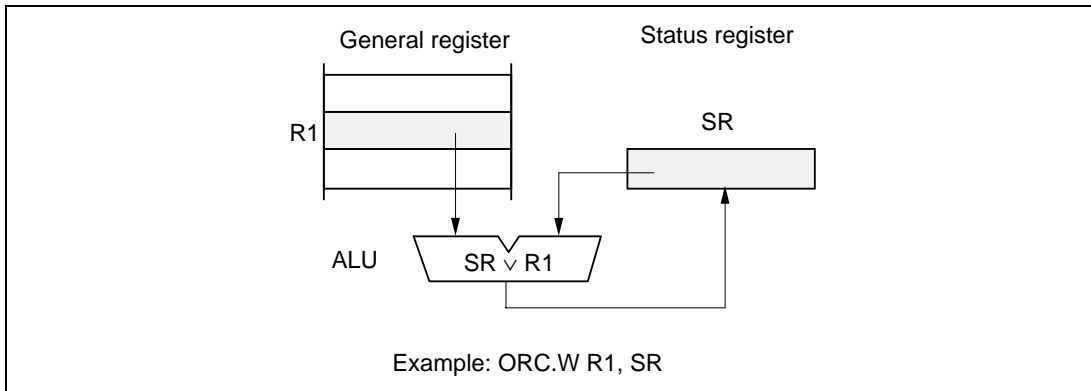 General register
Status register
R1
SR
ALU
SR ∨ R1
Example: ORC.W R1, SR